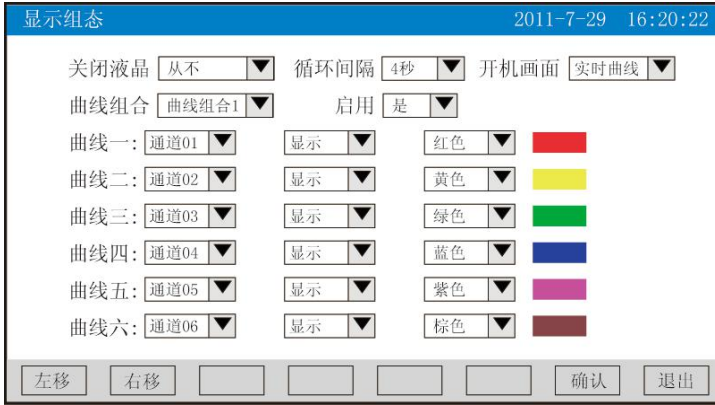 显示组态 2011-7-29 16:20:22
关闭液晶 从不 循环间隔 4秒 开机画面 实时曲线
曲线组合 曲线组合1 启用 是
曲线一: 通道01 显示 红色
曲线二: 通道02 显示 黄色
曲线三: 通道03 显示 绿色
曲线四: 通道04 显示 蓝色
曲线五: 通道05 显示 紫色
曲线六: 通道06 显示 棕色
左移 右移 确认 退出